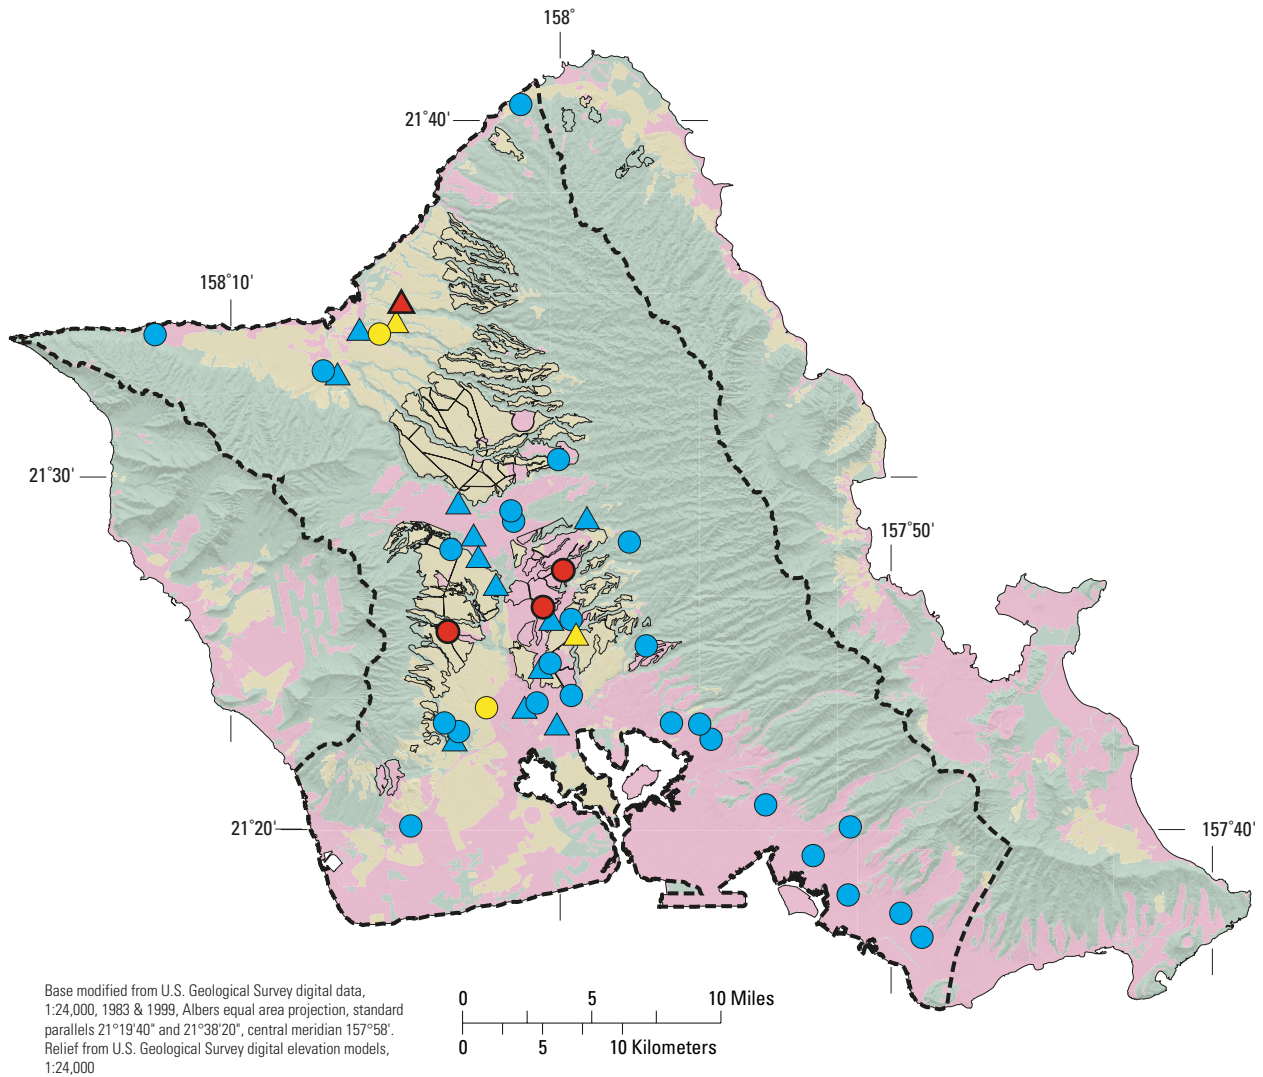 158°
21°40'
158°10'
21°30'
157°50'
21°20'
157°40'
Base modified from U.S. Geological Survey digital data,
1:24,000, 1983 & 1999, Albers equal area projection, standard
parallels 21°19'40" and 21°38'20", central meridian 157°58'.
Relief from U.S. Geological Survey digital elevation models,
1:24,000
0 5 10 Miles
0 5 10 Kilometers